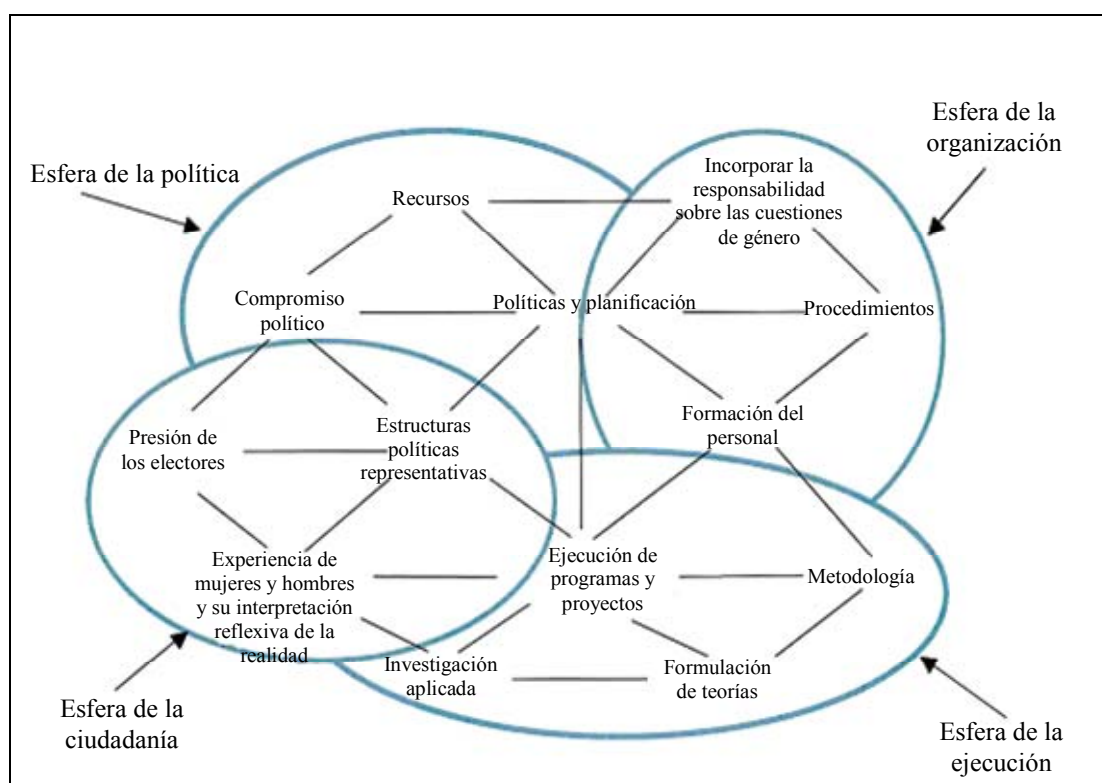 Esfera de la
organización
Esfera de la política
Incorporar la
responsabilidad
sobre las cuestiones
de género
Recursos
Compromiso
político
Políticas y planificación
Procedimientos
Presión de
los electores
Estructuras
políticas
representativas
Formación del
personal
Experiencia de
mujeres y hombres
y su interpretación
reflexiva de la
realidad
Ejecución de
programas y
proyectos
Metodología
Investigación
aplicada
Formulación
de teorías
Esfera de la
ciudadanía
Esfera de la
ejecución